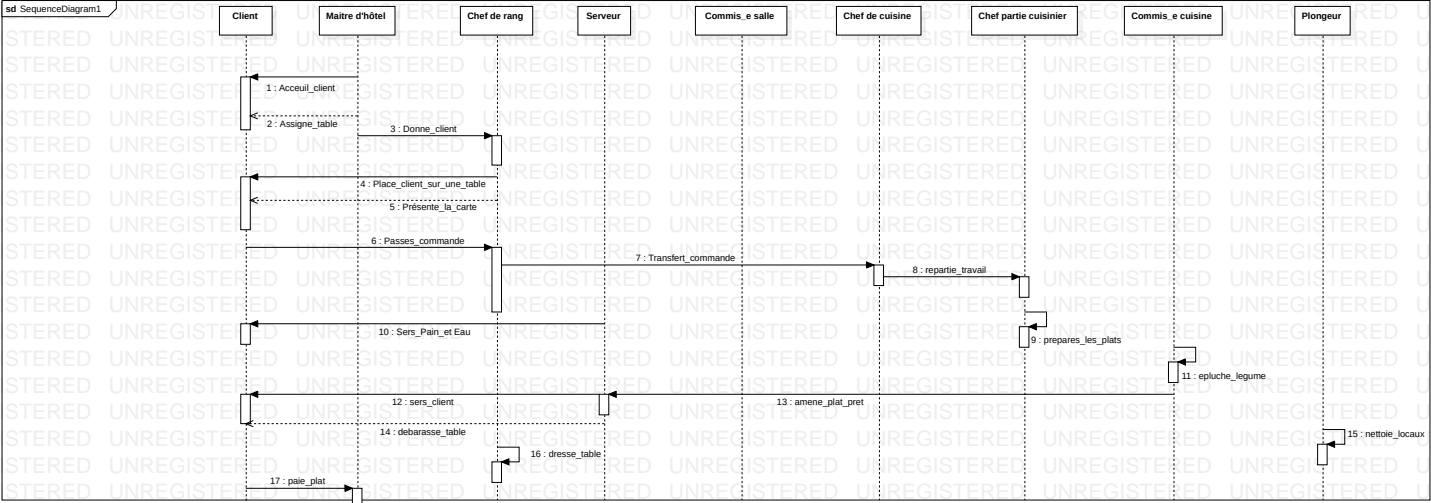 sd SequenceDiagram1
Client
Maitre d'hôtel
Chef de rang
Serveur
Commis_e salle
Chef de cuisine
Chef partie cuisinier
Commis_e cuisine
Plongeur
1 : Acceuil_client
2 : Assigne_table
3 : Donne_client
4 : Place_client_sur_une_table
5 : Présente_la_carte
6 : Passes_commande
7 : Transfert_commande
8 : repartie_travail
10 : Sers_Pain_et Eau
9 : prepares_les_plats
11 : epluche_legume
12 : sers_client
13 : amene_plat_pret
14 : debarasse_table
15 : nettoie_locaux
16 : dresse_table
17 : paie_plat
UNREGISTERED